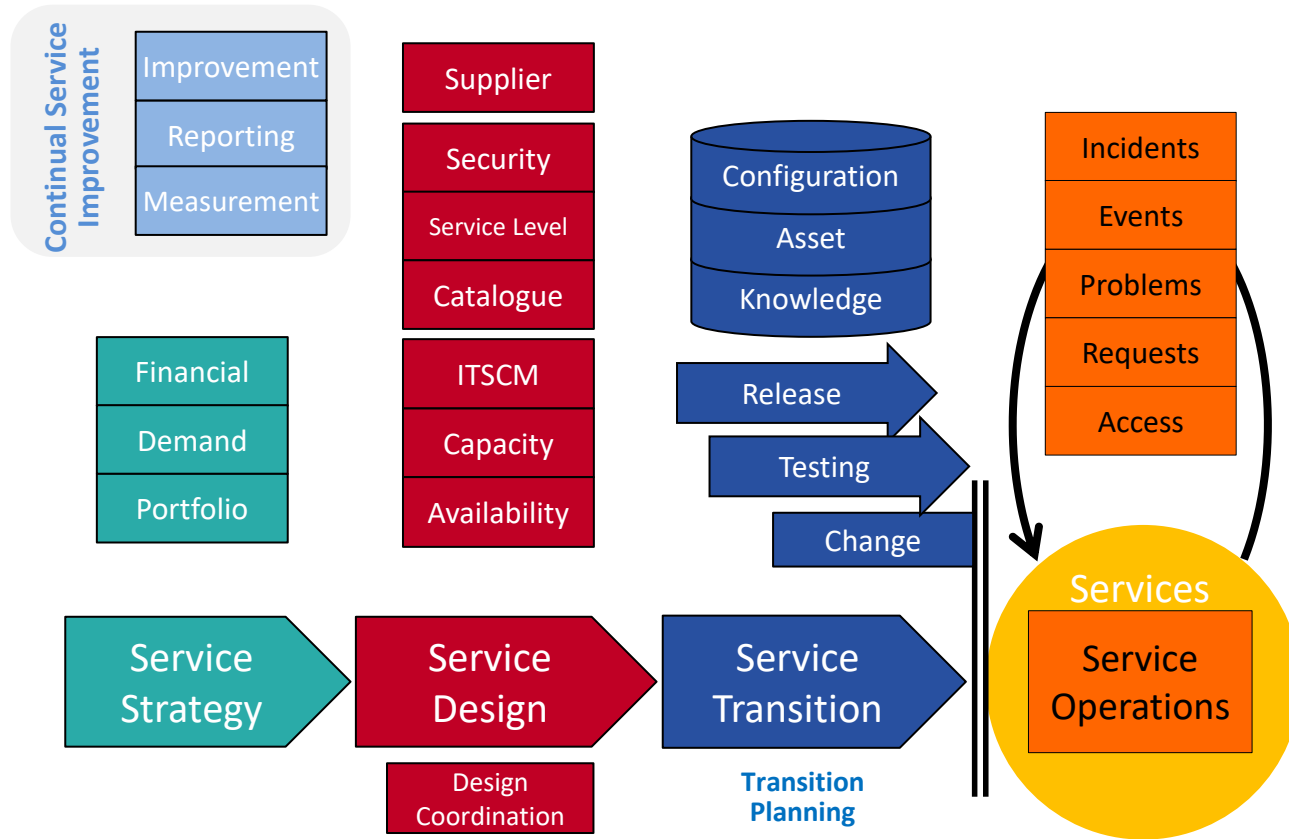 Continual Service
Improvement
Improvement
Reporting
Measurement
Supplier
Security
Service Level
Catalogue
ITSCM
Capacity
Availability
Financial
Demand
Portfolio
Configuration
Asset
Knowledge
Release
Testing
Change
Incidents
Events
Problems
Requests
Access
Service
Strategy
Service
Design
Service
Transition
Services
Service
Operations
Design
Coordination
Transition
Planning